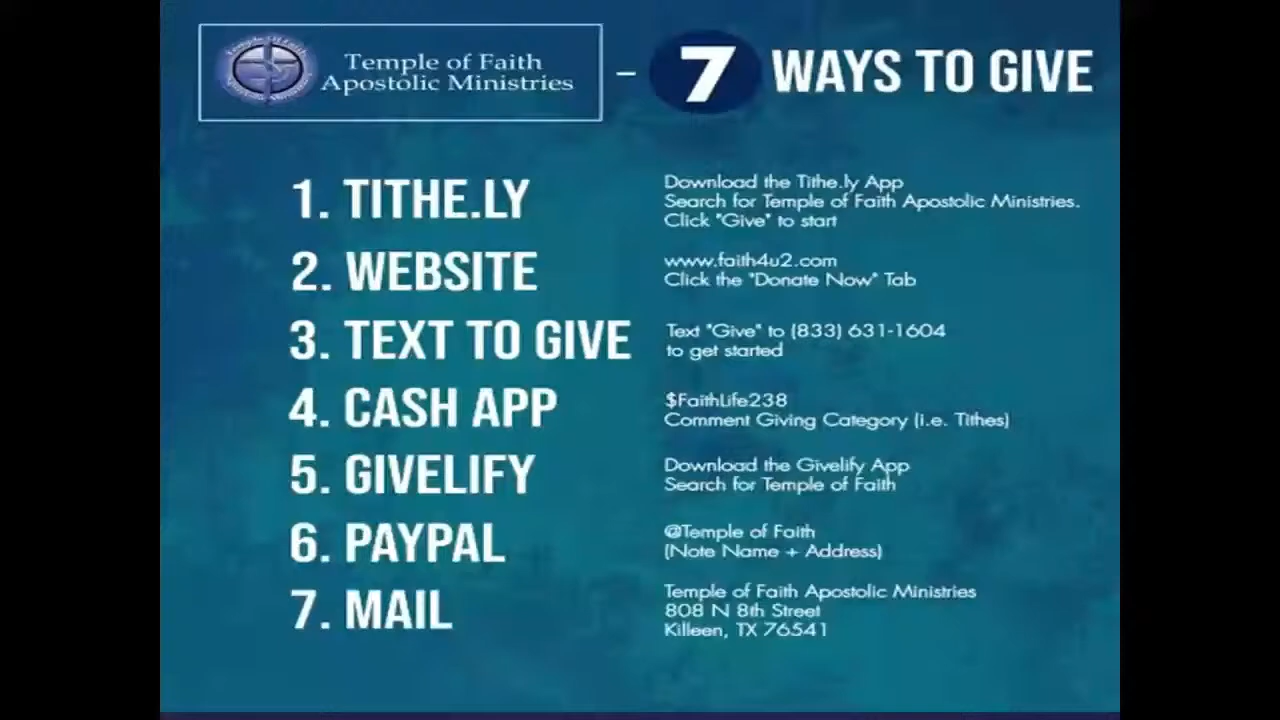 Temple of Faith
Apostolic Ministries
– 7 WAYS TO GIVE
1. TITHE.LY
Download the Tithe.ly App
Search for Temple of Faith Apostolic Ministries.
Click "Give" to start
2. WEBSITE
www.faith4u2.com
Click the "Donate Now" Tab
3. TEXT TO GIVE
Text "Give" to (833) 631-1604
to get started
4. CASH APP
$FaithLife238
Comment Giving Category (i.e. Tithes)
5. GIVELIFY
Download the Givelify App
Search for Temple of Faith
6. PAYPAL
@Temple of Faith
(Note Name + Address)
7. MAIL
Temple of Faith Apostolic Ministries
808 N 8th Street
Killeen, TX 76541